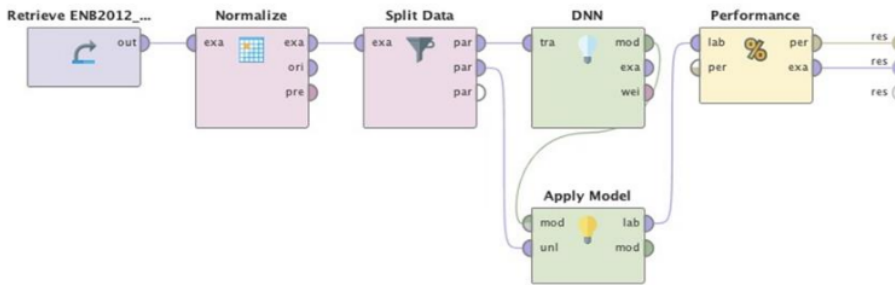 Retrieve ENB2012_...
Normalize
Split Data
DNN
Performance
out
exa
exa
ori
pre
exa
par
par
par
tra
mod
exa
wei
lab
per
per
exa
res
res
res
Apply Model
mod
unl
lab
mod